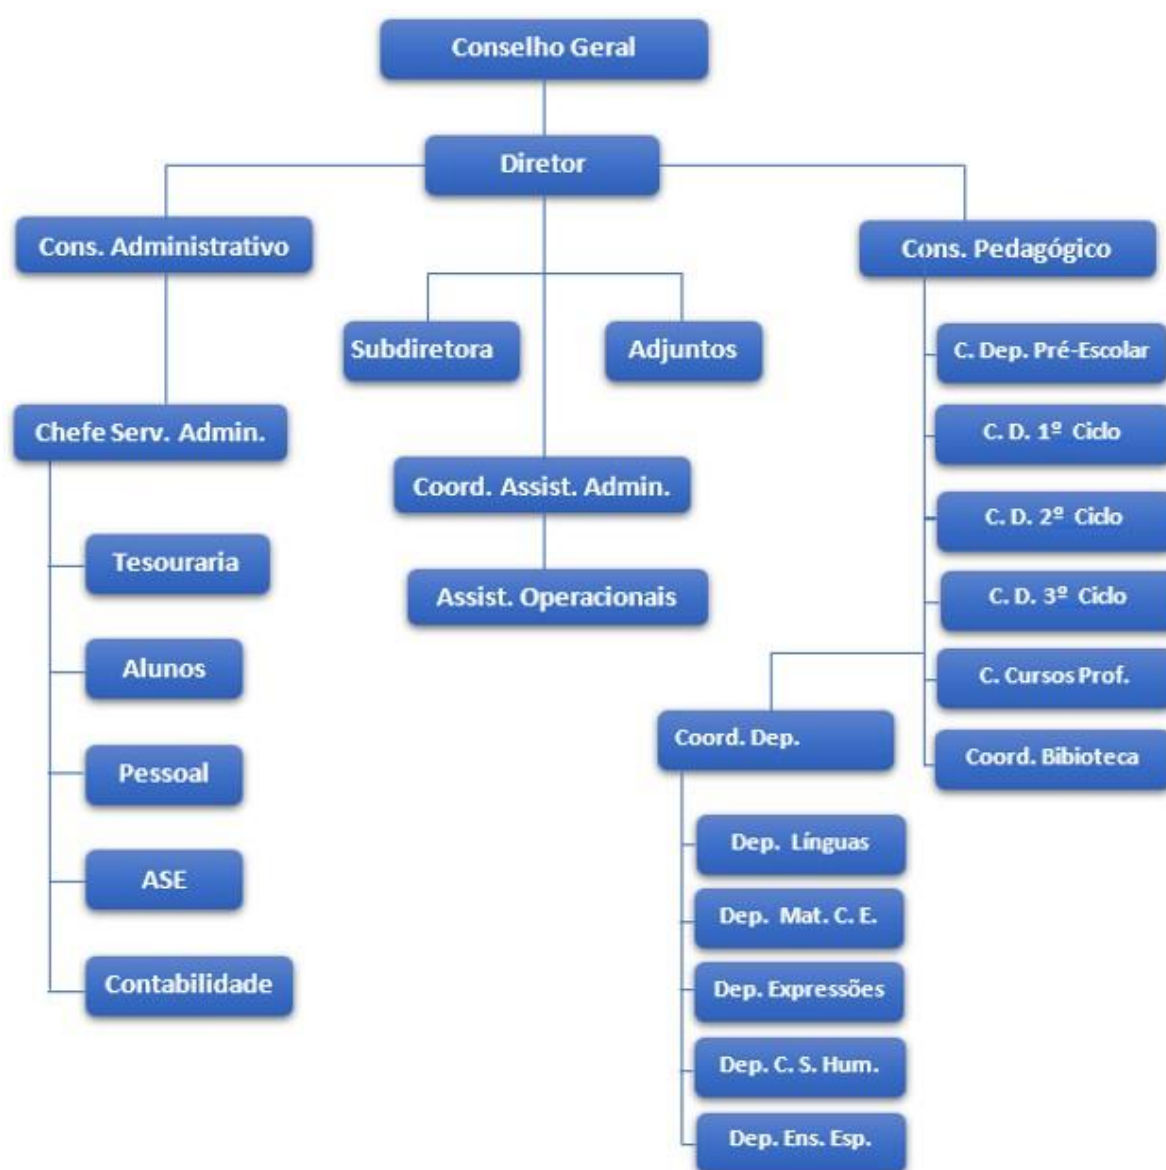 Conselho Geral
Diretor
Cons. Administrativo
Cons. Pedagógico
Subdiretora
Adjuntos
C. Dep. Pré-Escolar
Chefe Serv. Admin.
C. D. 1º Ciclo
Coord. Assist. Admin.
C. D. 2º Ciclo
Tesouraria
Assist. Operacionais
C. D. 3º Ciclo
Alunos
C. Cursos Prof.
Coord. Dep.
Coord. Bibioteca
Pessoal
Dep. Línguas
ASE
Dep. Mat. C. E.
Contabilidade
Dep. Expressões
Dep. C. S. Hum.
Dep. Ens. Esp.